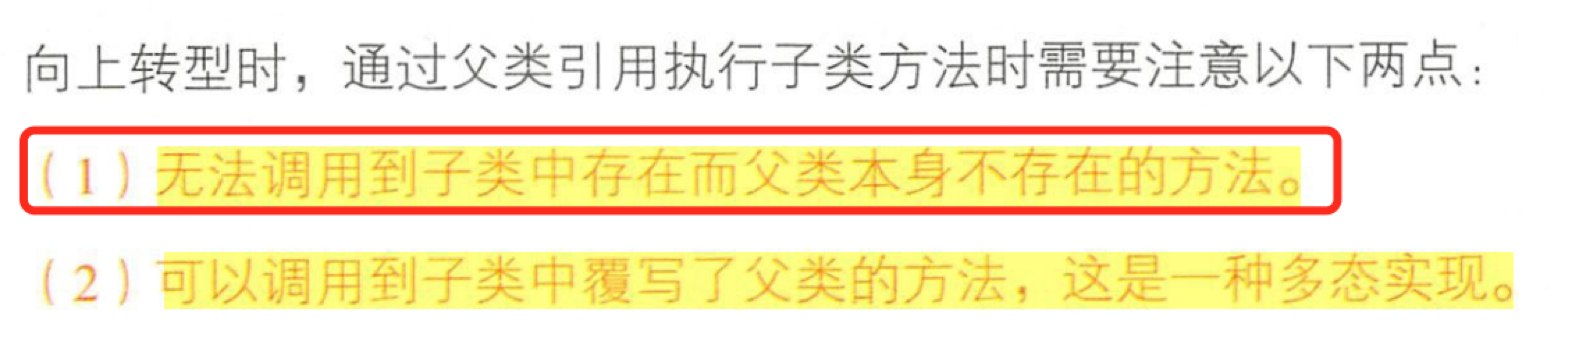 向上转型时，通过父类引用执行子类方法时需要注意以下两点：
（1）无法调用到子类中存在而父类本身不存在的方法。
（2）可以调用到子类中覆写了父类的方法，这是一种多态实现。